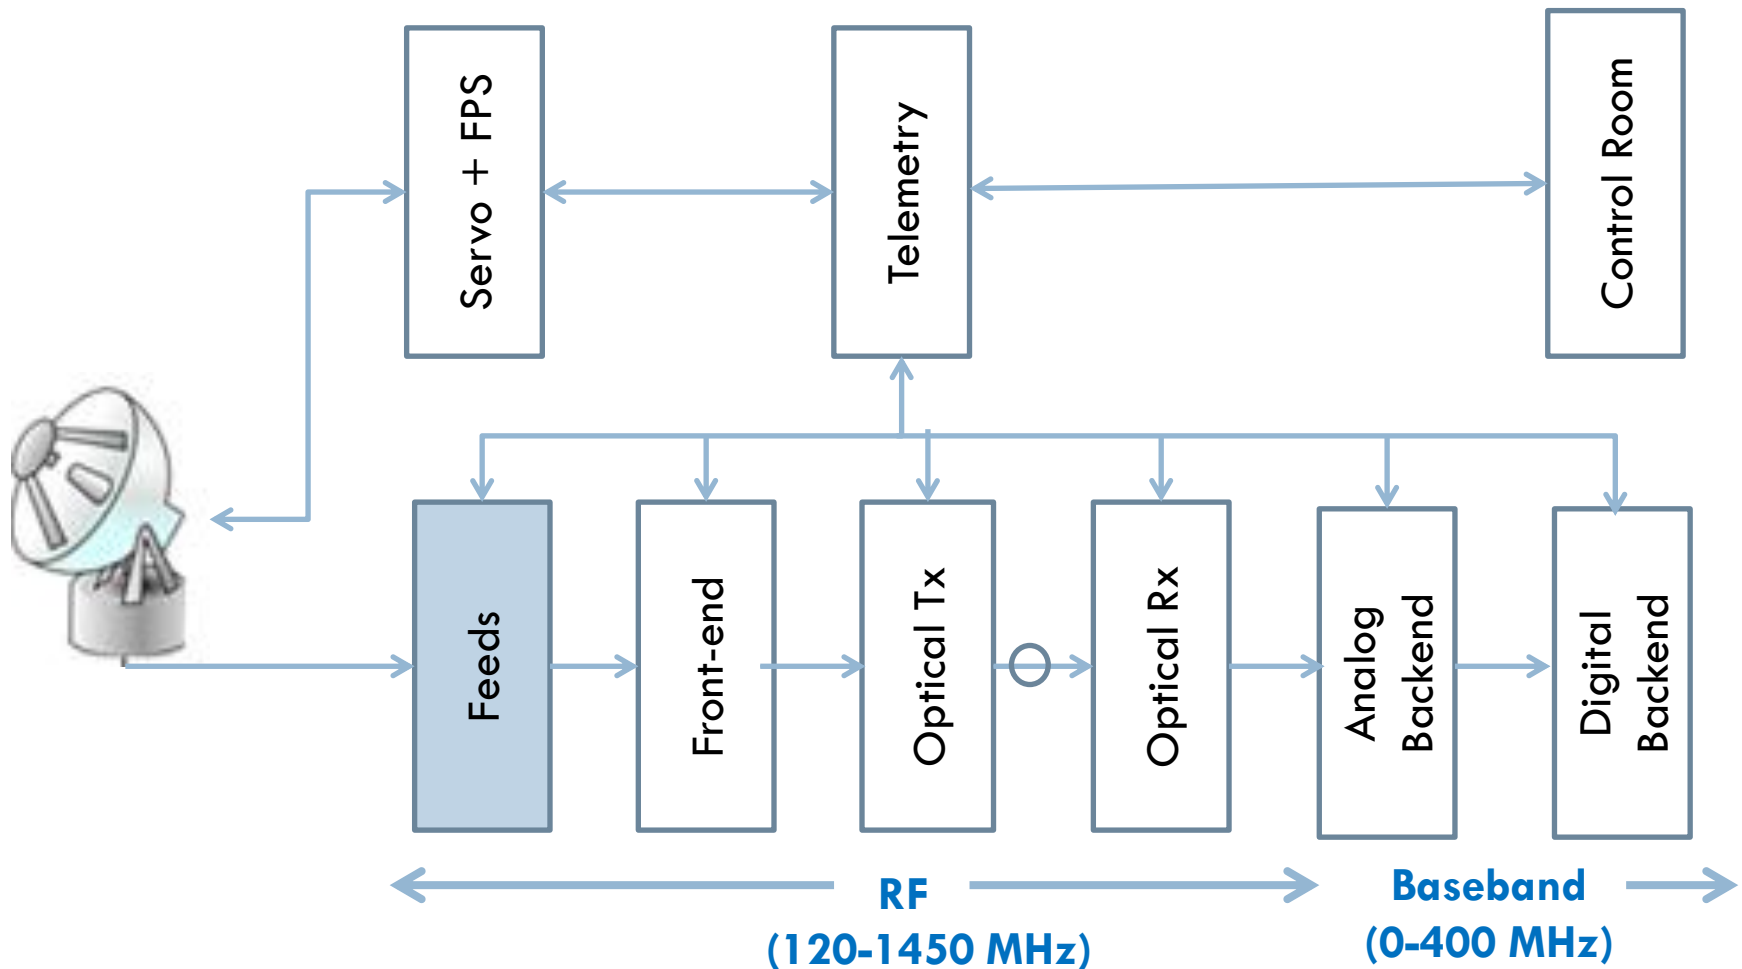 Servo + FPS
Telemetry
Control Room
Feeds
Front-end
Optical Tx
Optical Rx
Analog
Backend
Digital
Backend
RF
(120-1450 MHz)
Baseband
(0-400 MHz)